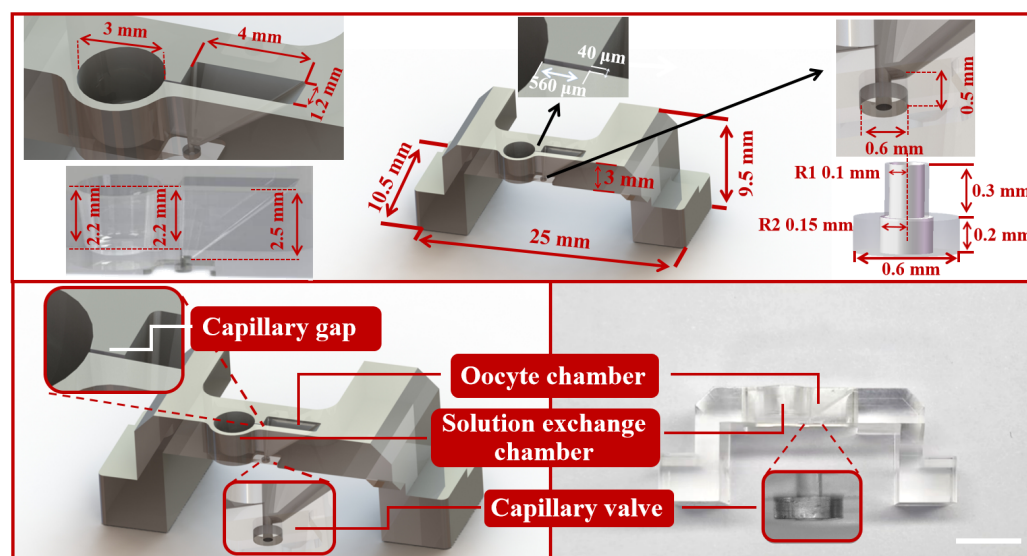 3 mm
4 mm
1.2 mm
2.2 mm
2.2 mm
2.5 mm
40 μm
560 μm
10.5 mm
3 mm
9.5 mm
25 mm
0.5 mm
0.6 mm
R1 0.1 mm
0.3 mm
R2 0.15 mm
0.2 mm
0.6 mm
Capillary gap
Oocyte chamber
Solution exchange
chamber
Capillary valve